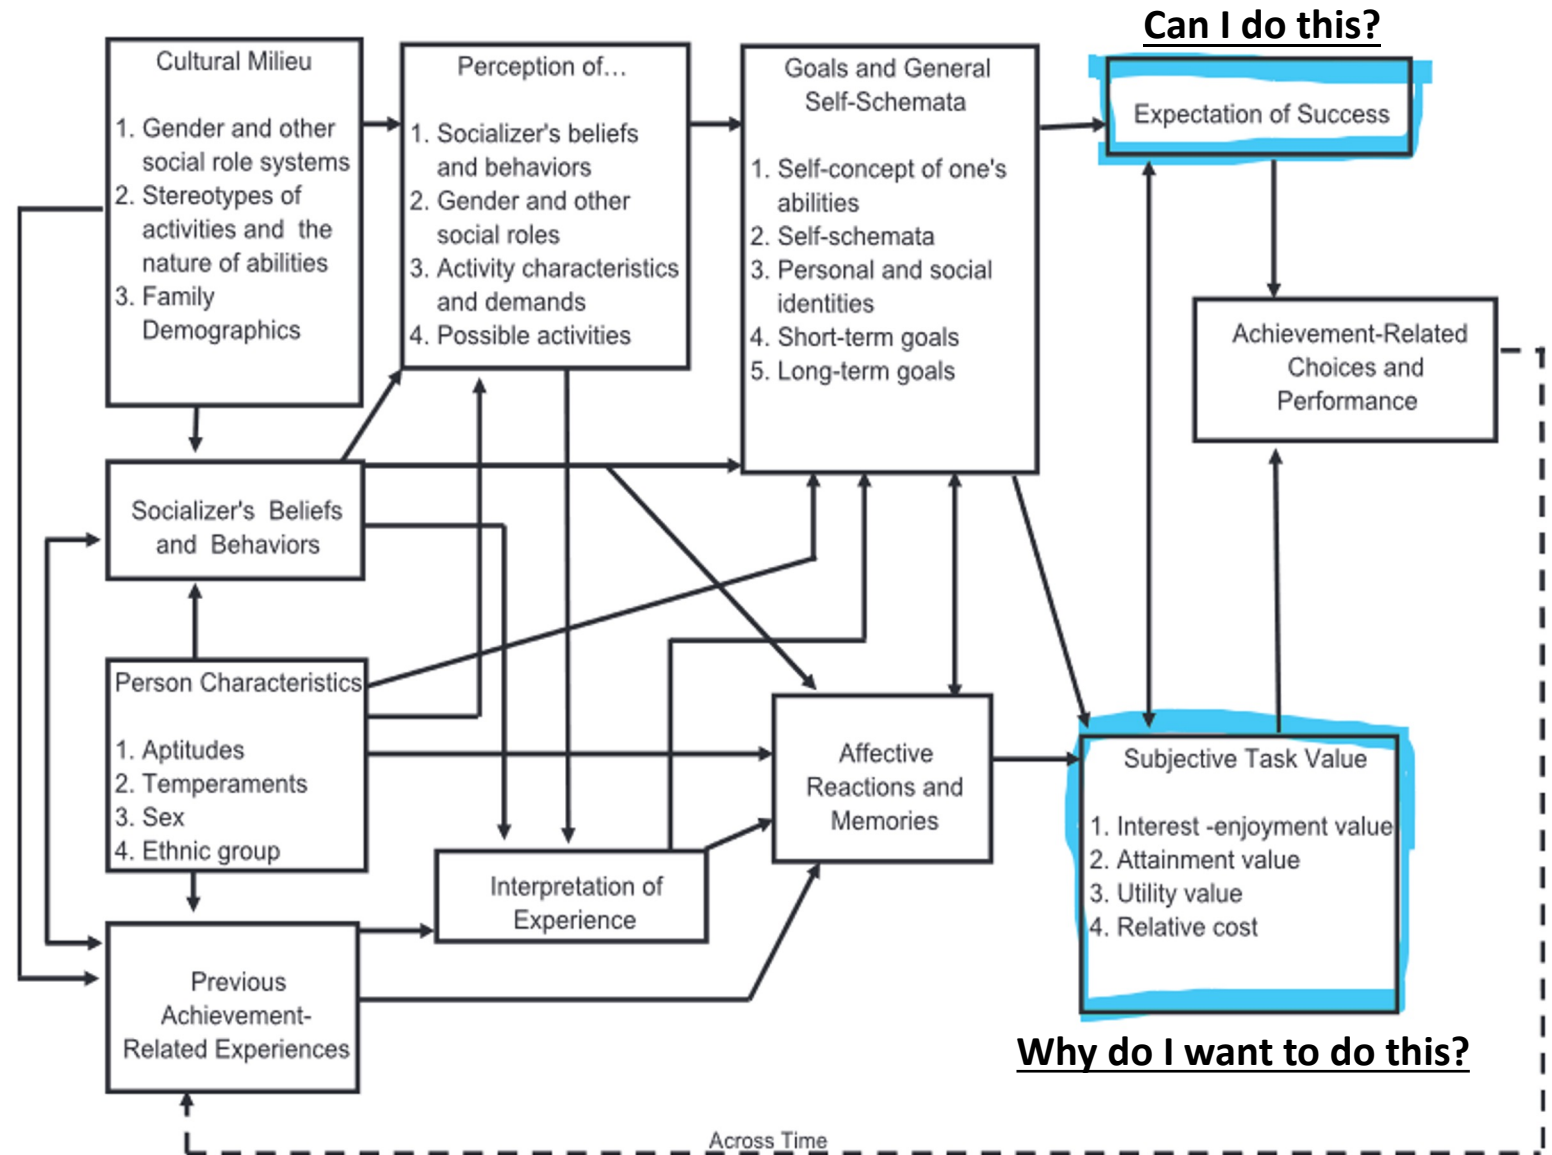 Can I do this?
Cultural Milieu
1. Gender and other
social role systems
2. Stereotypes of
activities and the
nature of abilities
3. Family
Demographics
Perception of...
1. Socializer's beliefs
and behaviors
2. Gender and other
social roles
3. Activity characteristics
and demands
4. Possible activities
Goals and General
Self-Schemata
1. Self-concept of one's
abilities
2. Self-schemata
3. Personal and social
identities
4. Short-term goals
5. Long-term goals
Expectation of Success
Achievement-Related
Choices and
Performance
Socializer's Beliefs
and Behaviors
Person Characteristics
1. Aptitudes
2. Temperaments
3. Sex
4. Ethnic group
Affective
Reactions and
Memories
Subjective Task Value
1. Interest -enjoyment value
2. Attainment value
3. Utility value
4. Relative cost
Interpretation of
Experience
Previous
Achievement-
Related Experiences
Why do I want to do this?
Across Time